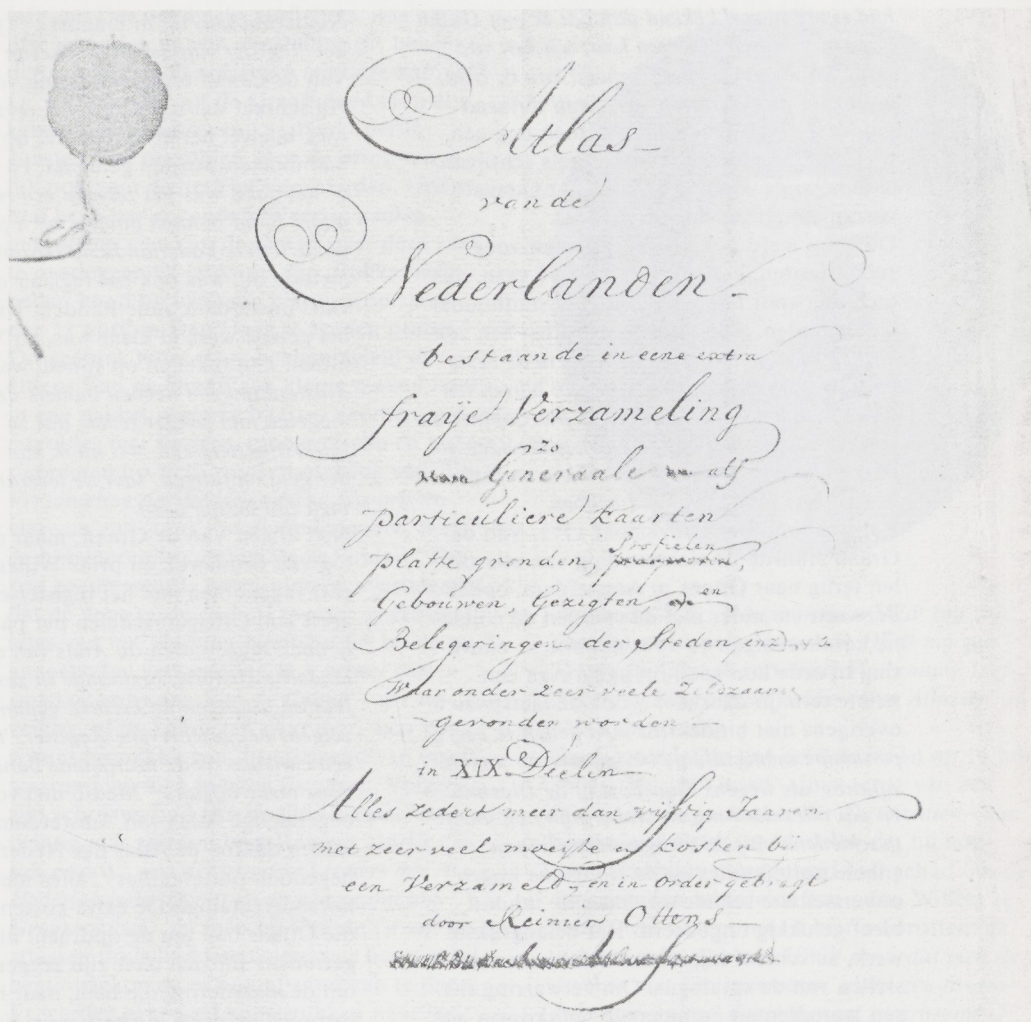 Atlas
van de
Nederlanden
bestaande in eene extra
fraije Verzameling
zo
Generaale als
particuliere kaarten
Profielen
platte gronden,
Gebouwen, Gezigten, en
Belegeringen der Steden enz
Waar onder zeer veele Zelszaame
gevonden worden
in XIX Deelen
Alles zedert meer dan vijftig Jaaren
met zeer veel moeijte en kosten b
een Verzameld, en in order gebragt
door Reinier Ottens